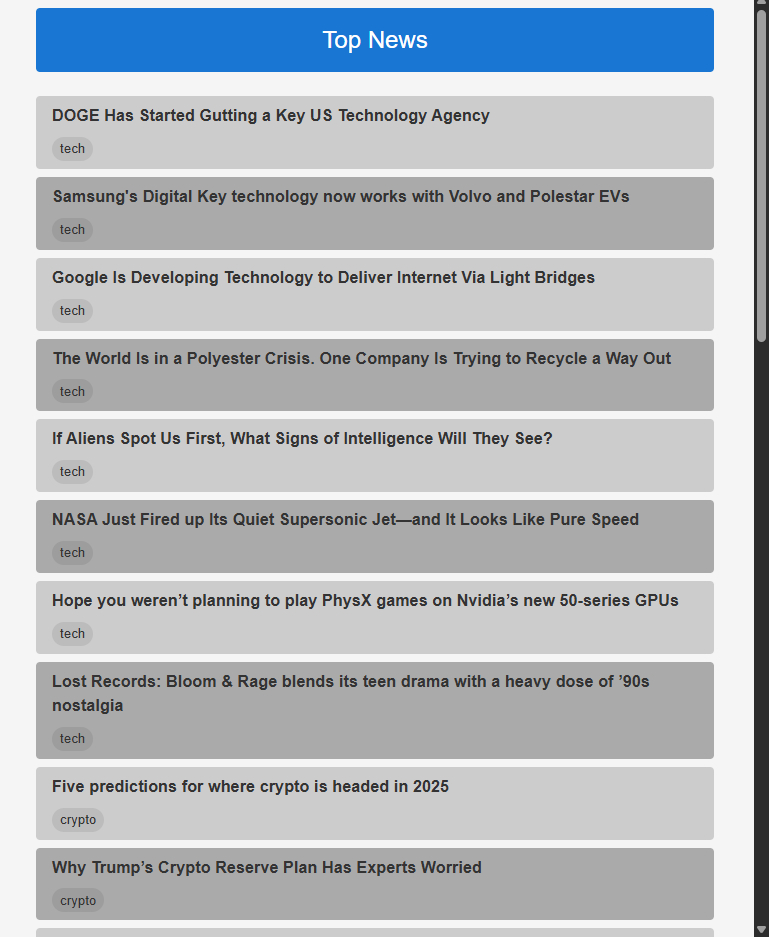 Top News
DOGE Has Started Gutting a Key US Technology Agency
tech
Samsung's Digital Key technology now works with Volvo and Polestar EVs
tech
Google Is Developing Technology to Deliver Internet Via Light Bridges
tech
The World Is in a Polyester Crisis. One Company Is Trying to Recycle a Way Out
tech
If Aliens Spot Us First, What Signs of Intelligence Will They See?
tech
NASA Just Fired up Its Quiet Supersonic Jet—and It Looks Like Pure Speed
tech
Hope you weren’t planning to play PhysX games on Nvidia’s new 50-series GPUs
tech
Lost Records: Bloom & Rage blends its teen drama with a heavy dose of ’90s
nostalgia
tech
Five predictions for where crypto is headed in 2025
crypto
Why Trump’s Crypto Reserve Plan Has Experts Worried
crypto